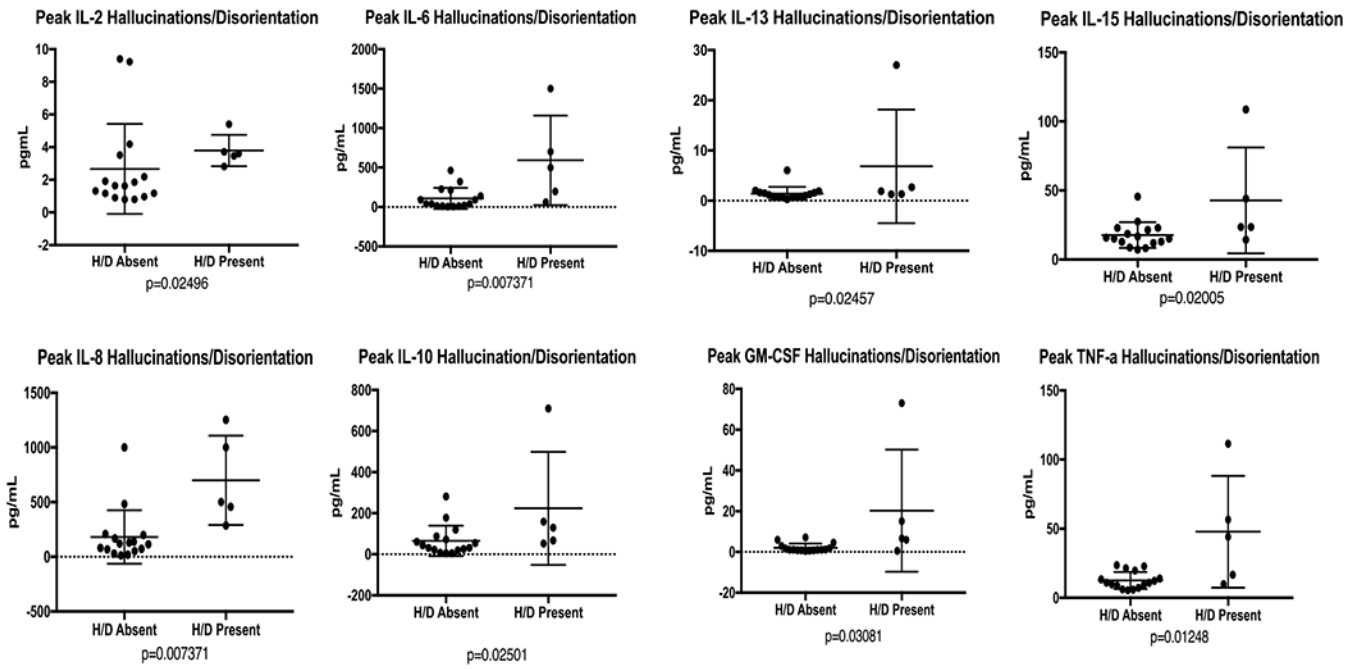 Peak IL-2 Hallucinations/Disorientation
pgmL
10
8
6
4
2
0
-2
H/D Absent H/D Present
p=0.02496
Peak IL-6 Hallucinations/Disorientation
pg/mL
2000
1500
1000
500
0
-500
H/D Absent H/D Present
p=0.007371
Peak IL-13 Hallucinations/Disorientation
pg/mL
30
20
10
0
-10
H/D Absent H/D Present
p=0.02457
Peak IL-15 Hallucinations/Disorientation
pg/mL
150
100
50
0
H/D Absent H/D Present
p=0.02005
Peak IL-8 Hallucinations/Disorientation
pg/mL
1500
1000
500
0
-500
H/D Absent H/D Present
p=0.007371
Peak IL-10 Hallucination/Disorientation
pg/mL
800
600
400
200
0
-200
H/D Absent H/D Present
p=0.02501
Peak GM-CSF Hallucinations/Disorientation
pg/mL
80
60
40
20
0
-20
H/D Absent H/D Present
p=0.03081
Peak TNF-a Hallucinations/Disorientation
pg/mL
150
100
50
0
H/D Absent H/D Present
p=0.01248